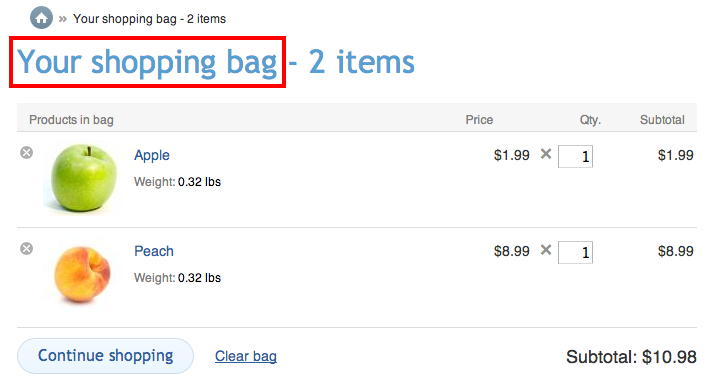 » Your shopping bag - 2 items
Your shopping bag - 2 items
Products in bag Price Qty. Subtotal
Apple $1.99 × 1 $1.99
Weight: 0.32 lbs
Peach $8.99 × 1 $8.99
Weight: 0.32 lbs
Continue shopping Clear bag Subtotal: $10.98